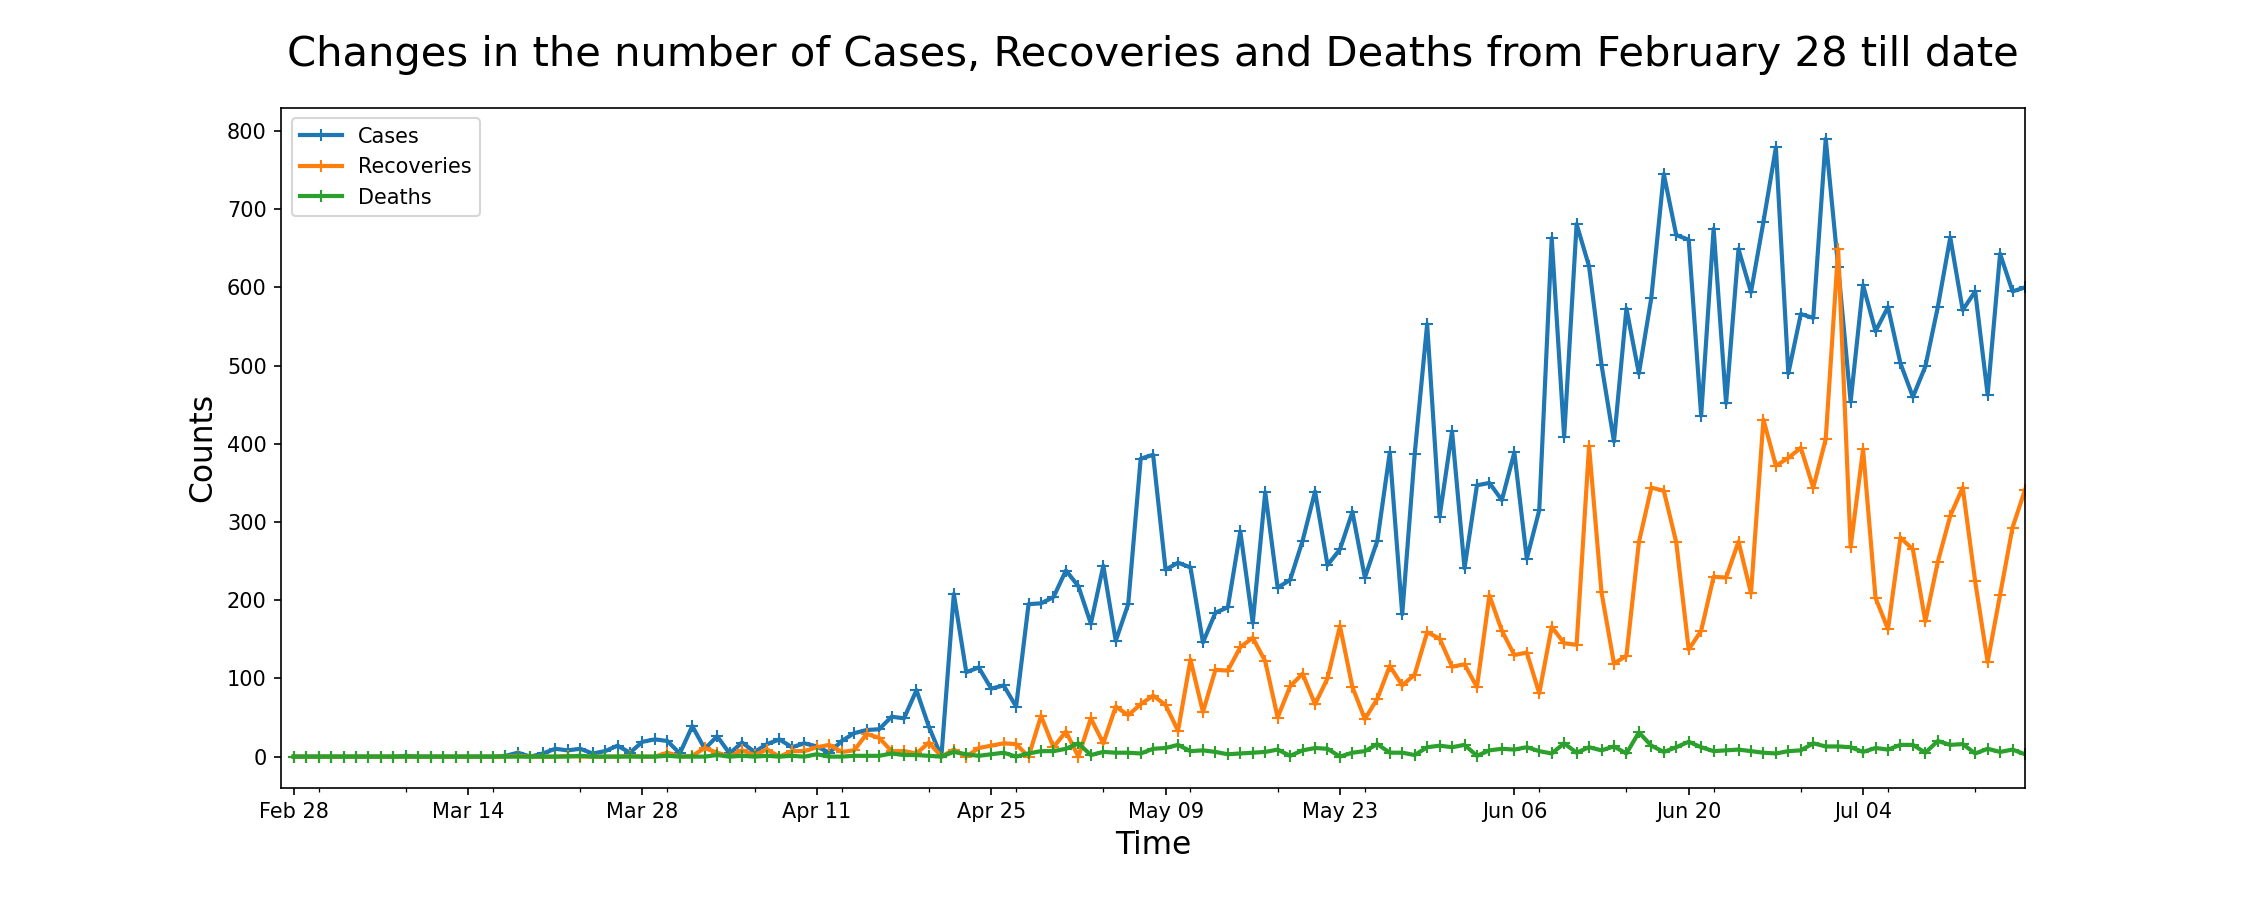 Changes in the number of Cases, Recoveries and Deaths from February 28 till date
Cases
Recoveries
Deaths
800
700
600
500
400
300
200
100
0
Counts
Feb 28 Mar 14 Mar 28 Apr 11 Apr 25 May 09 May 23 Jun 06 Jun 20 Jul 04
Time